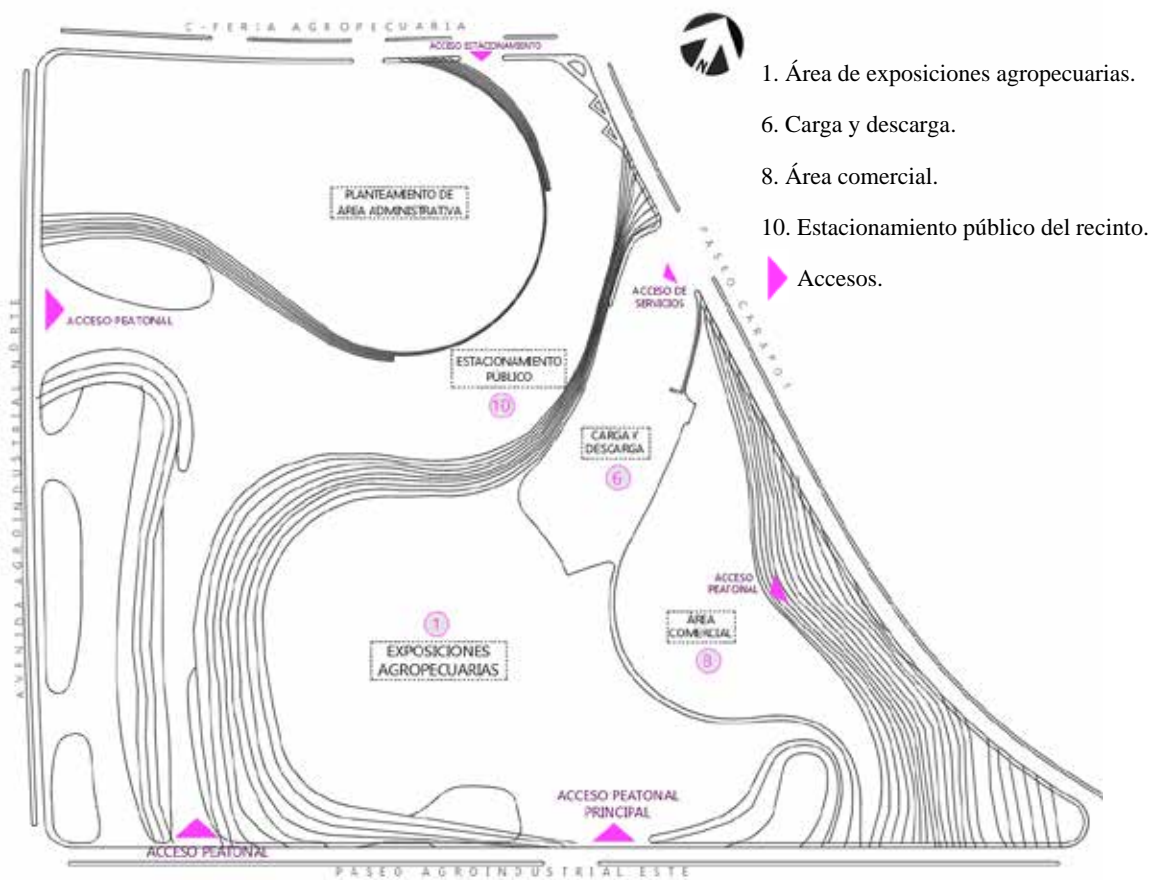 C-FERIA AGROPECUARIA
ACCESO ESTACIONAMIENTO
N
1. Área de exposiciones agropecuarias.
6. Carga y descarga.
8. Área comercial.
10. Estacionamiento público del recinto.
Accesos.
PLANTEAMIENTO DE
ÁREA ADMINISTRATIVA
PASEO CARAPOS
ACCESO DE
SERVICIOS
ACCESO PEATONAL
AVENIDA AGROINDUSTRIAL NORTE
ESTACIONAMIENTO
PÚBLICO
10
CARGA Y
DESCARGA
6
ACCESO
PEATONAL
1
EXPOSICIONES
AGROPECUARIAS
ÁREA
COMERCIAL
8
ACCESO PEATONAL
PRINCIPAL
ACCESO PEATONAL
PASEO AGROINDUSTRIAL ESTE